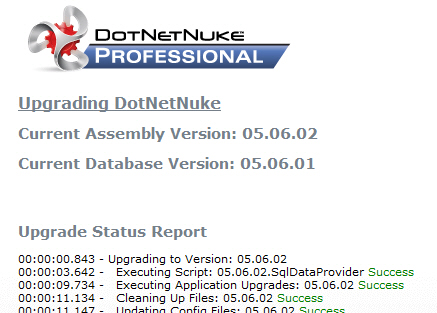 DotNetNuke
Professional
Upgrading DotNetNuke
Current Assembly Version: 05.06.02
Current Database Version: 05.06.01
Upgrade Status Report
00:00:00.843 - Upgrading to Version: 05.06.02
00:00:03.642 -   Executing Script: 05.06.02.SqlDataProvider Success
00:00:09.734 -   Executing Application Upgrades: 05.06.02 Success
00:00:11.134 -   Cleaning Up Files: 05.06.02 Success
00:00:11.147 -   Updating Config Files: 05.06.02 Success